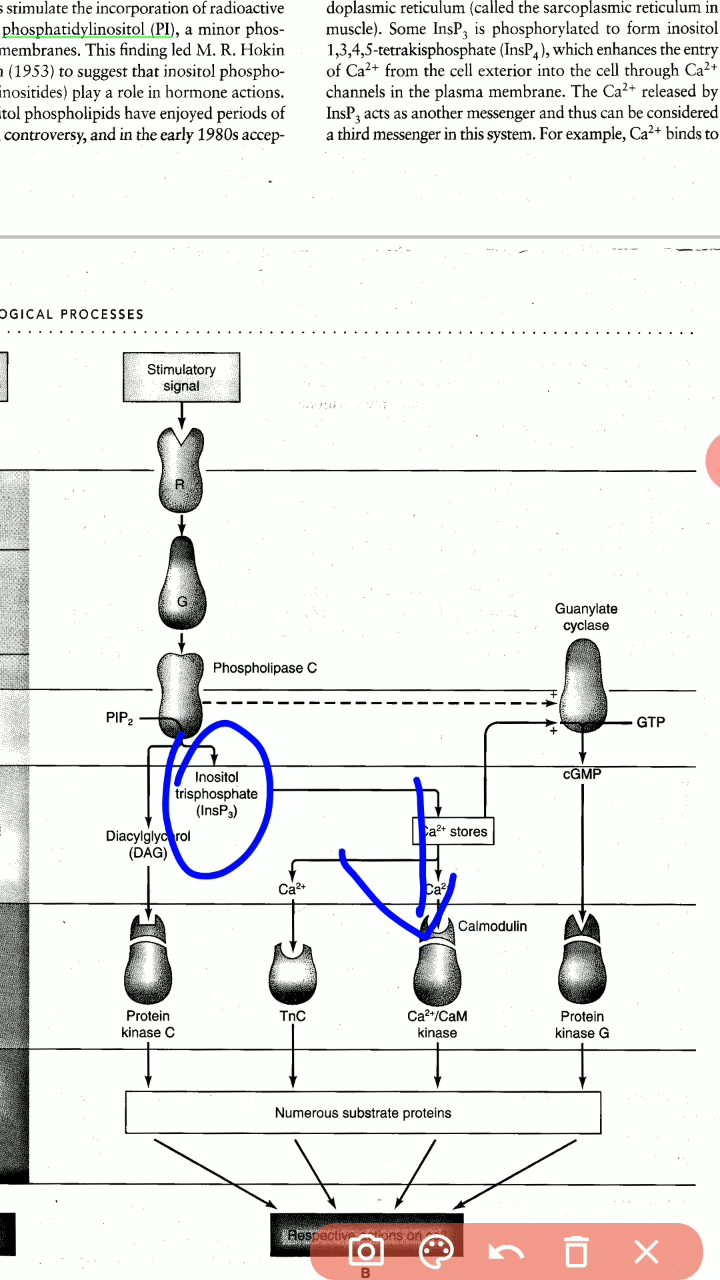 s stimulate the incorporation of radioactive
phosphatidylinositol (PI), a minor phos-
membranes. This finding led M. R. Hokin
(1953) to suggest that inositol phospho-
inositides) play a role in hormone actions.
itol phospholipids have enjoyed periods of
controversy, and in the early 1980s accep-
doplasmic reticulum (called the sarcoplasmic reticulum in
muscle). Some InsP₃ is phosphorylated to form inositol
1,3,4,5-tetrakisphosphate (InsP₄), which enhances the entry
of Ca²⁺ from the cell exterior into the cell through Ca²⁺
channels in the plasma membrane. The Ca²⁺ released by
InsP₃ acts as another messenger and thus can be considered
a third messenger in this system. For example, Ca²⁺ binds to
OGICAL PROCESSES
Stimulatory
signal
R
G
Guanylate
cyclase
Phospholipase C
+
PIP₂
+
GTP
Inositol
trisphosphate
(InsP₃)
cGMP
Diacylglycerol
(DAG)
Ca²⁺ stores
Ca²⁺
Ca²
Calmodulin
Protein
kinase C
TnC
Ca²⁺/CaM
kinase
Protein
kinase G
Numerous substrate proteins
Respective actions on cell
B